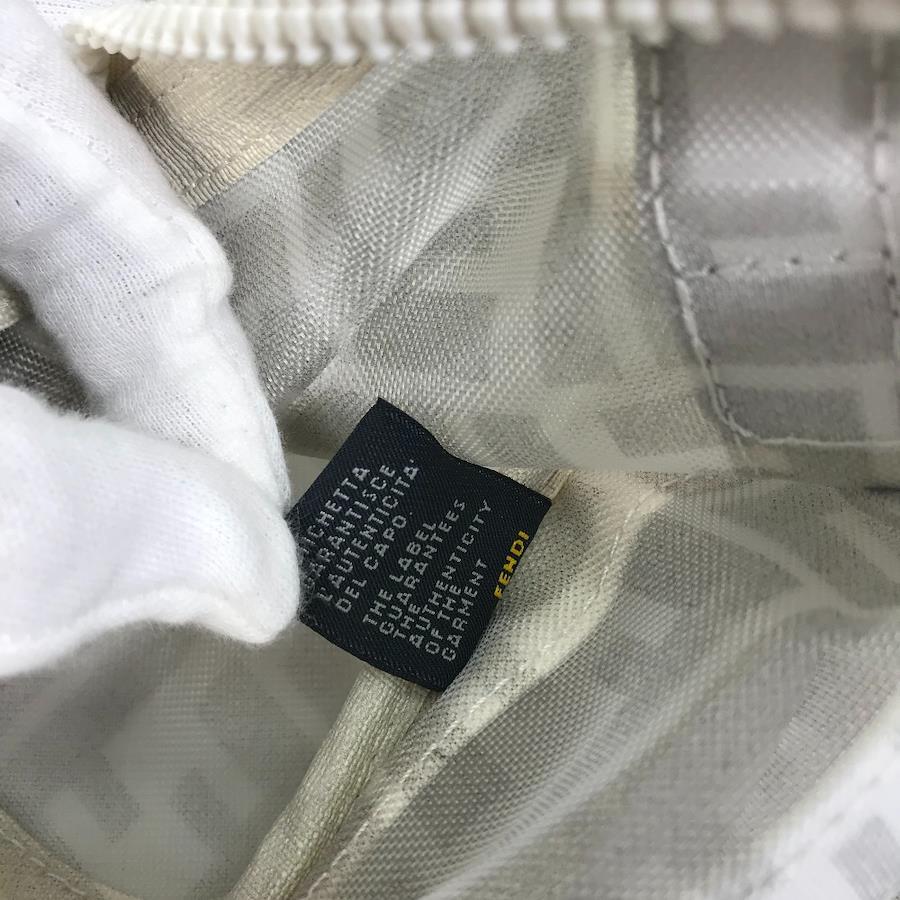 GARANTISCE
L'AUTENTICITA'
DEL CAPO.
THE LABEL
GUARANTEES
THE
AUTHENTICITY
OF THE
GARMENT
FENDI